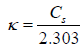 κ = C_s / 2.303